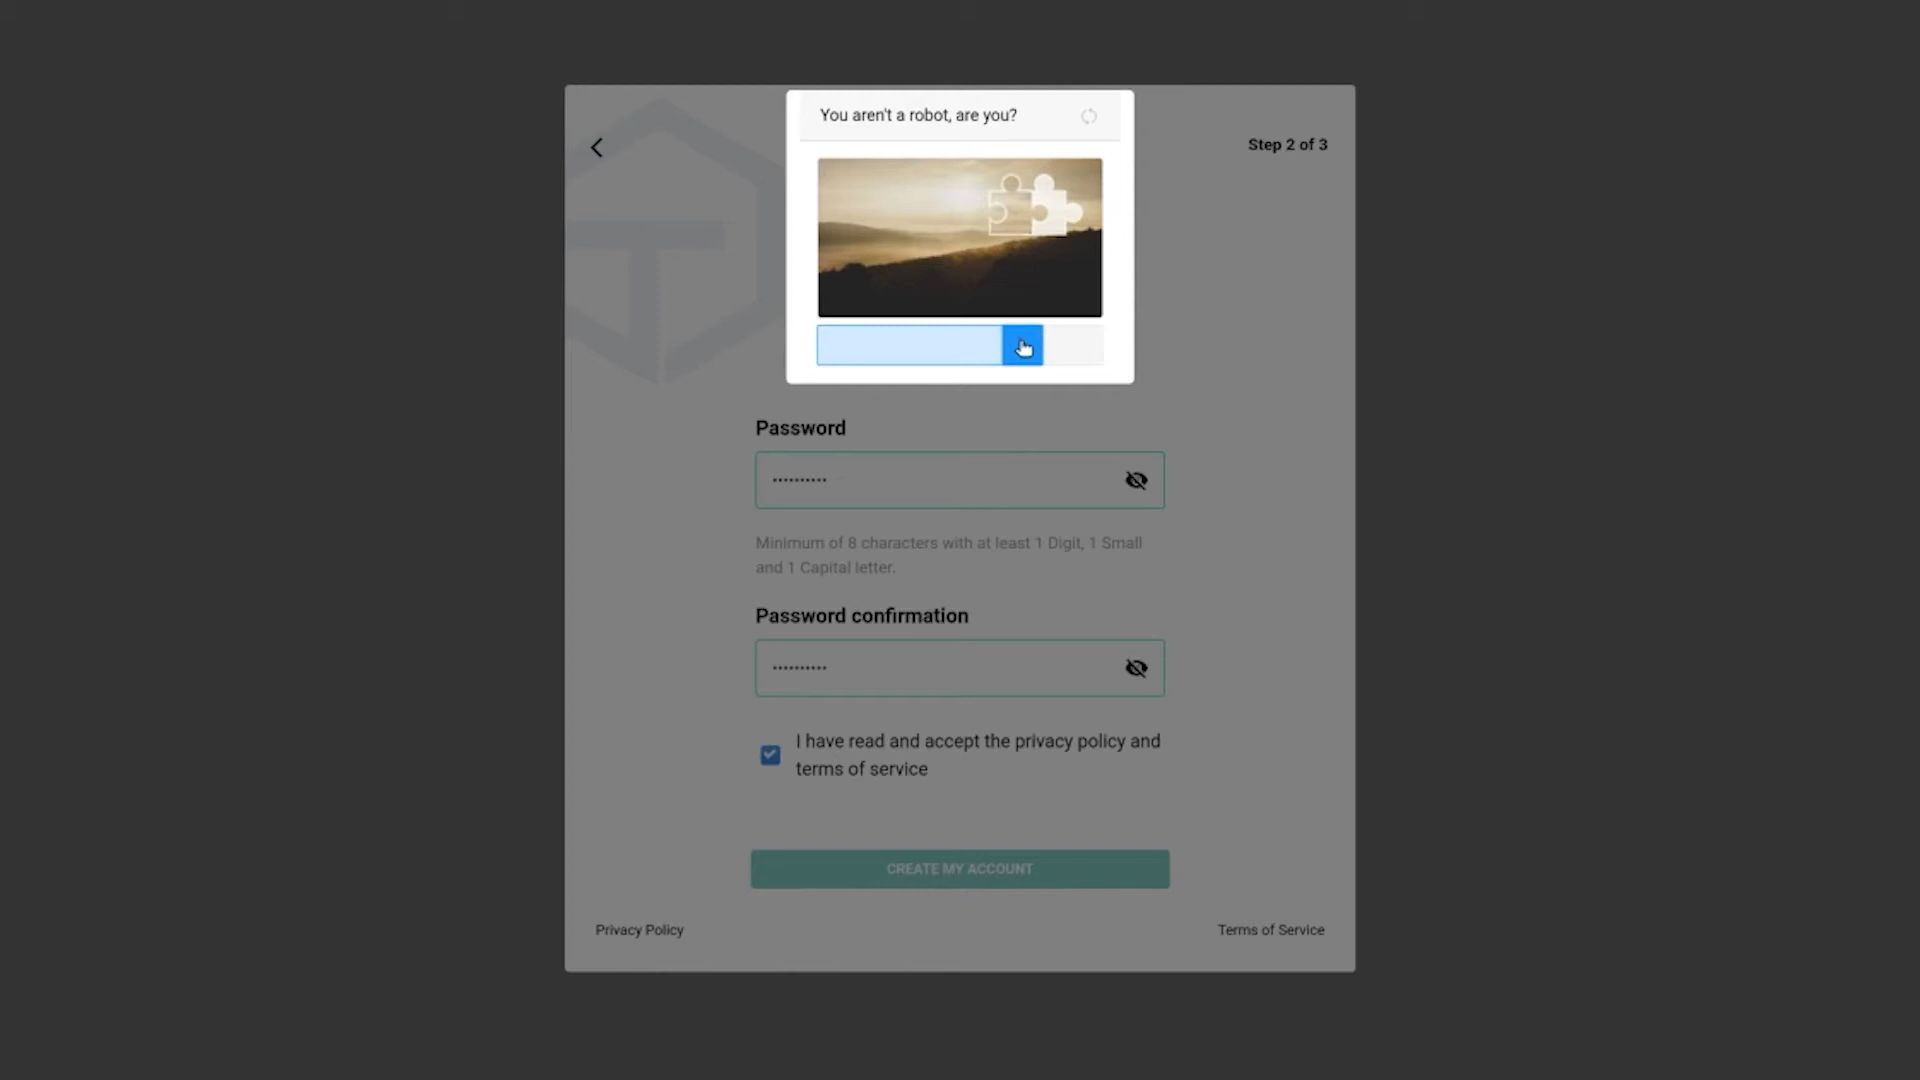 You aren't a robot, are you?
Step 2 of 3
Password
••••••••••
Minimum of 8 characters with at least 1 Digit, 1 Small
and 1 Capital letter.
Password confirmation
••••••••••
I have read and accept the privacy policy and
terms of service
CREATE MY ACCOUNT
Privacy Policy
Terms of Service